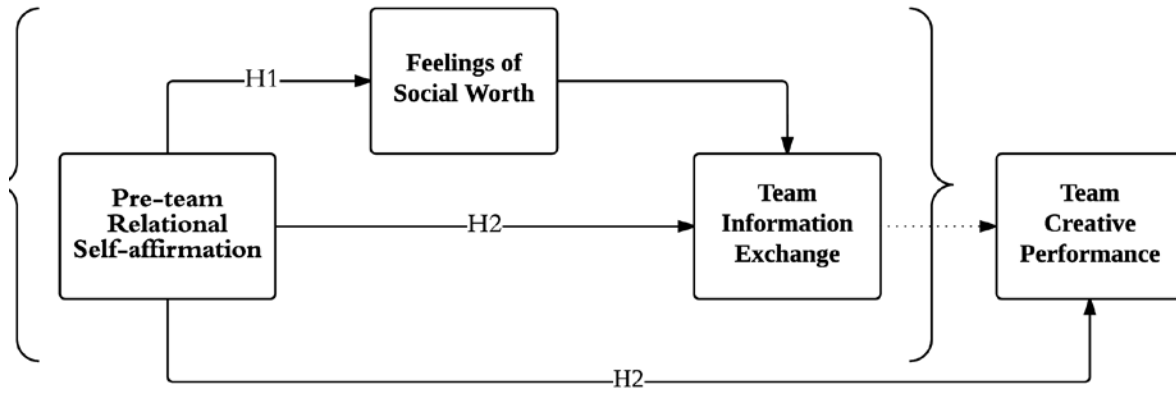 Feelings of
Social Worth
H1
Pre-team
Relational
Self-affirmation
H2
Team
Information
Exchange
Team
Creative
Performance
H2